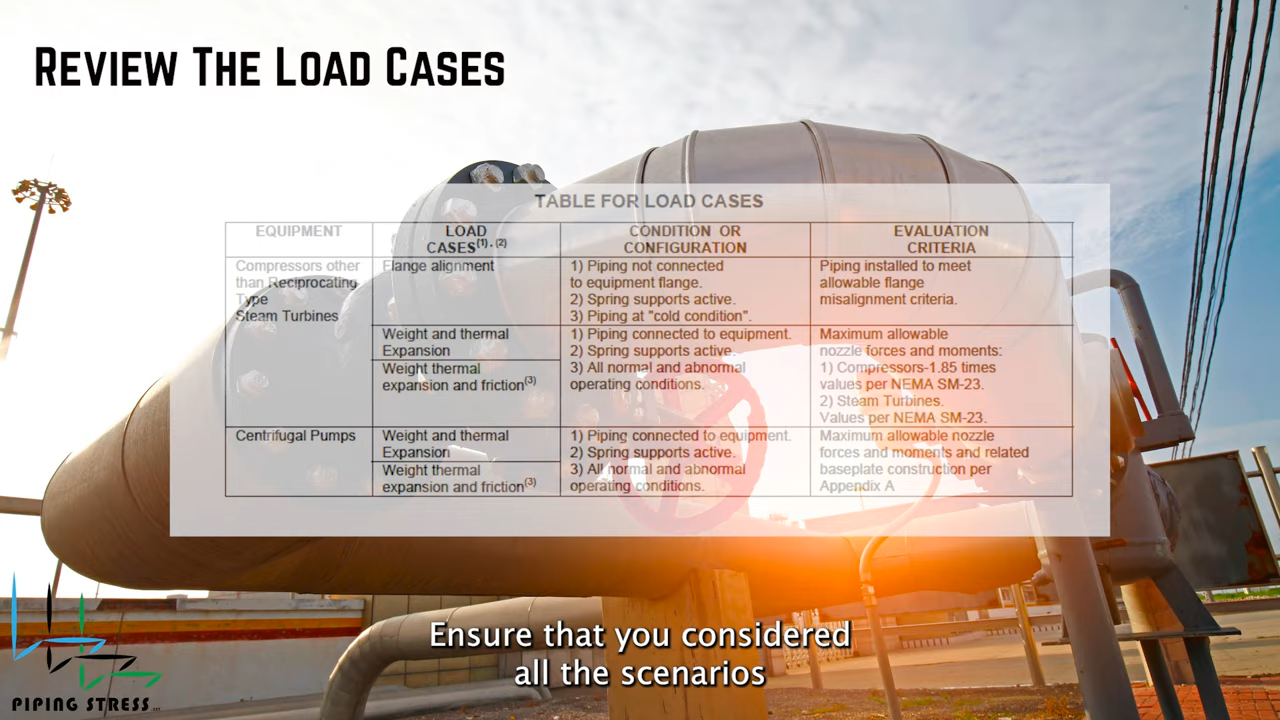 REVIEW THE LOAD CASES
TABLE FOR LOAD CASES
EQUIPMENT
LOAD
CASES(1),(2)
CONDITION OR
CONFIGURATION
EVALUATION
CRITERIA
Compressors other
than Reciprocating
Type
Steam Turbines
Flange alignment
1) Piping not connected
to equipment flange.
2) Spring supports active.
3) Piping at "cold condition".
Piping installed to meet
allowable flange
misalignment criteria.
Weight and thermal
Expansion
Weight thermal
expansion and friction(3)
1) Piping connected to equipment.
2) Spring supports active.
3) All normal and abnormal
operating conditions.
Maximum allowable
nozzle forces and moments:
1) Compressors-1.85 times
values per NEMA SM-23.
2) Steam Turbines.
Values per NEMA SM-23.
Centrifugal Pumps
Weight and thermal
Expansion
Weight thermal
expansion and friction(3)
1) Piping connected to equipment.
2) Spring supports active.
3) All normal and abnormal
operating conditions.
Maximum allowable nozzle
forces and moments and related
baseplate construction per
Appendix A
Ensure that you considered
all the scenarios
PIPING STRESS